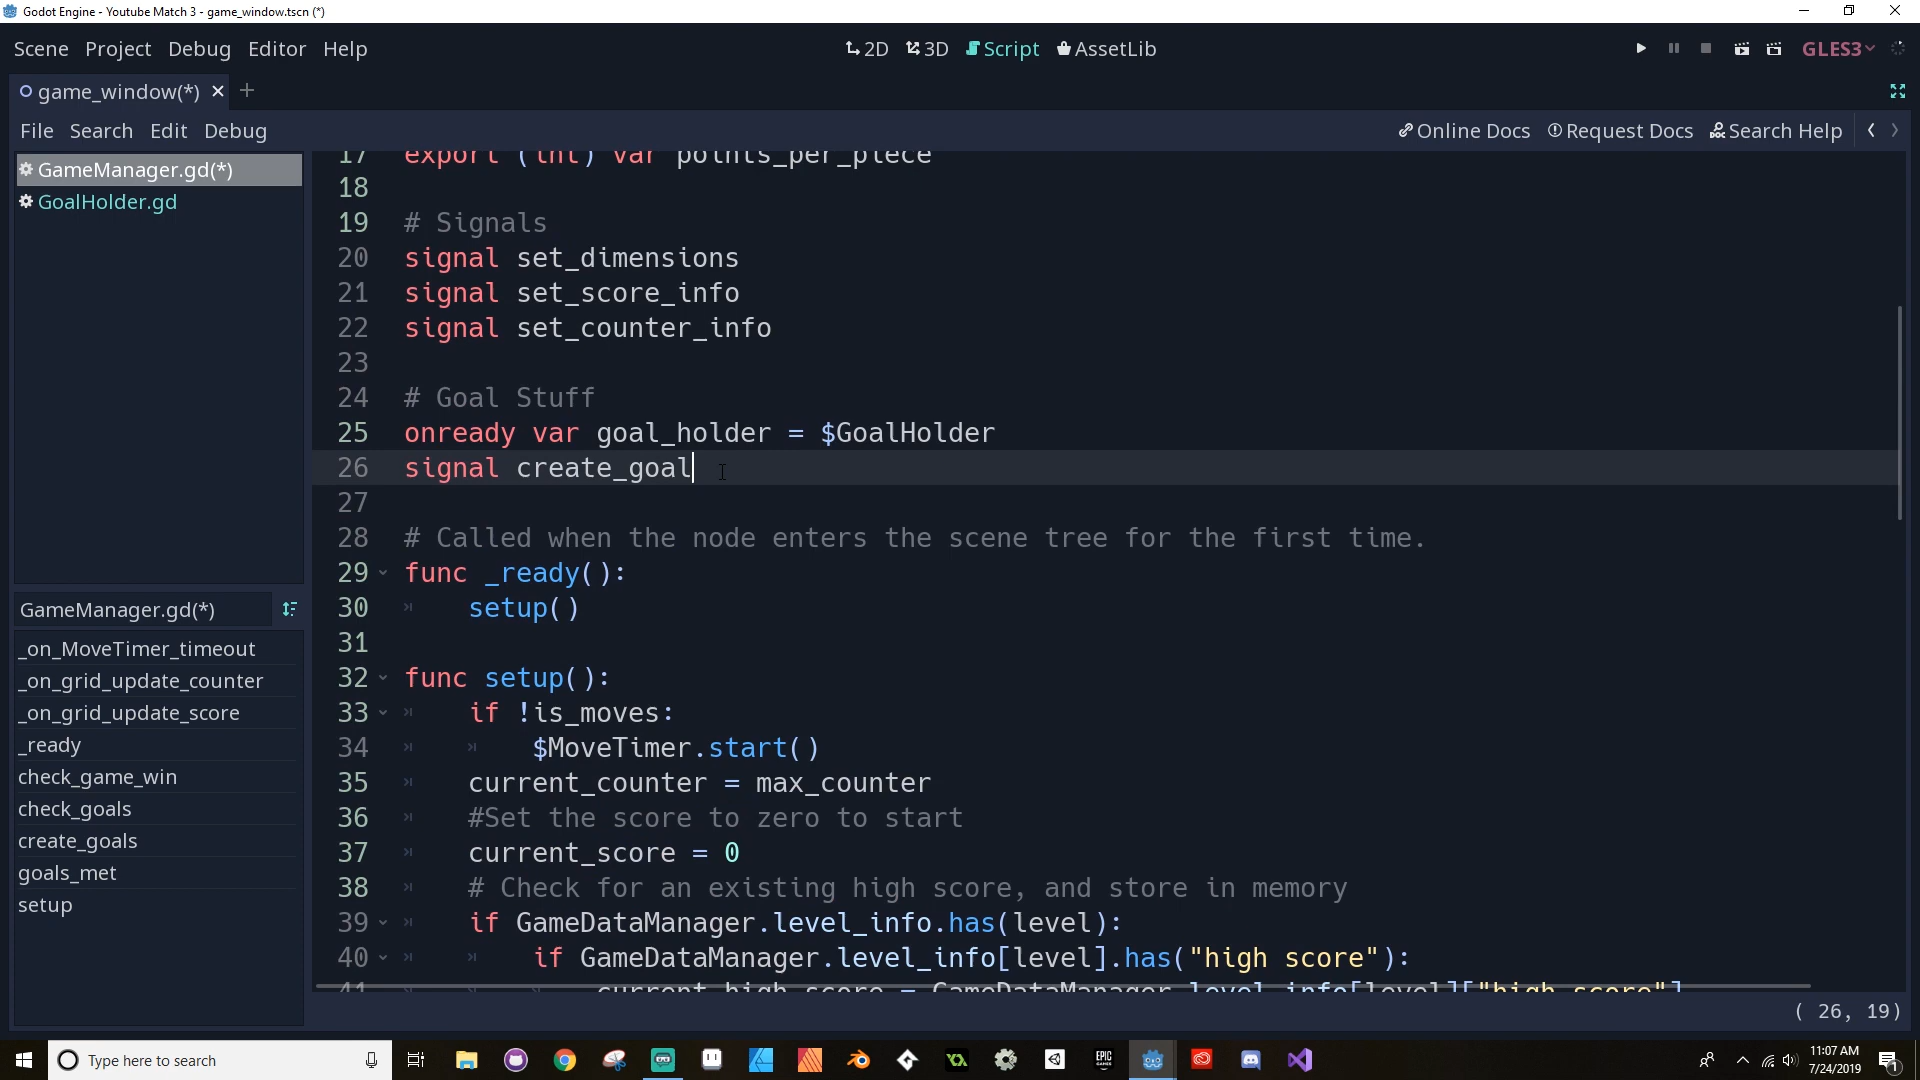 Godot Engine - Youtube Match 3 - game_window.tscn (*)
Scene Project Debug Editor Help
2D 3D Script AssetLib
GLES3
game_window(*)
File Search Edit Debug
Online Docs Request Docs Search Help
GameManager.gd(*)
GoalHolder.gd
17 export (int) var points_per_piece
18
19 # Signals
20 signal set_dimensions
21 signal set_score_info
22 signal set_counter_info
23
24 # Goal Stuff
25 onready var goal_holder = $GoalHolder
26 signal create_goal
27
28 # Called when the node enters the scene tree for the first time.
29 func _ready():
30 setup()
31
32 func setup():
33 if !is_moves:
34 $MoveTimer.start()
35 current_counter = max_counter
36 #Set the score to zero to start
37 current_score = 0
38 # Check for an existing high score, and store in memory
39 if GameDataManager.level_info.has(level):
40 if GameDataManager.level_info[level].has("high score"):
41 current_high_score = GameDataManager.level_info[level]["high score"]
GameManager.gd(*)
_on_MoveTimer_timeout
_on_grid_update_counter
_on_grid_update_score
_ready
check_game_win
check_goals
create_goals
goals_met
setup
( 26, 19)
Type here to search
EPIC GAMES
11:07 AM
7/24/2019
1